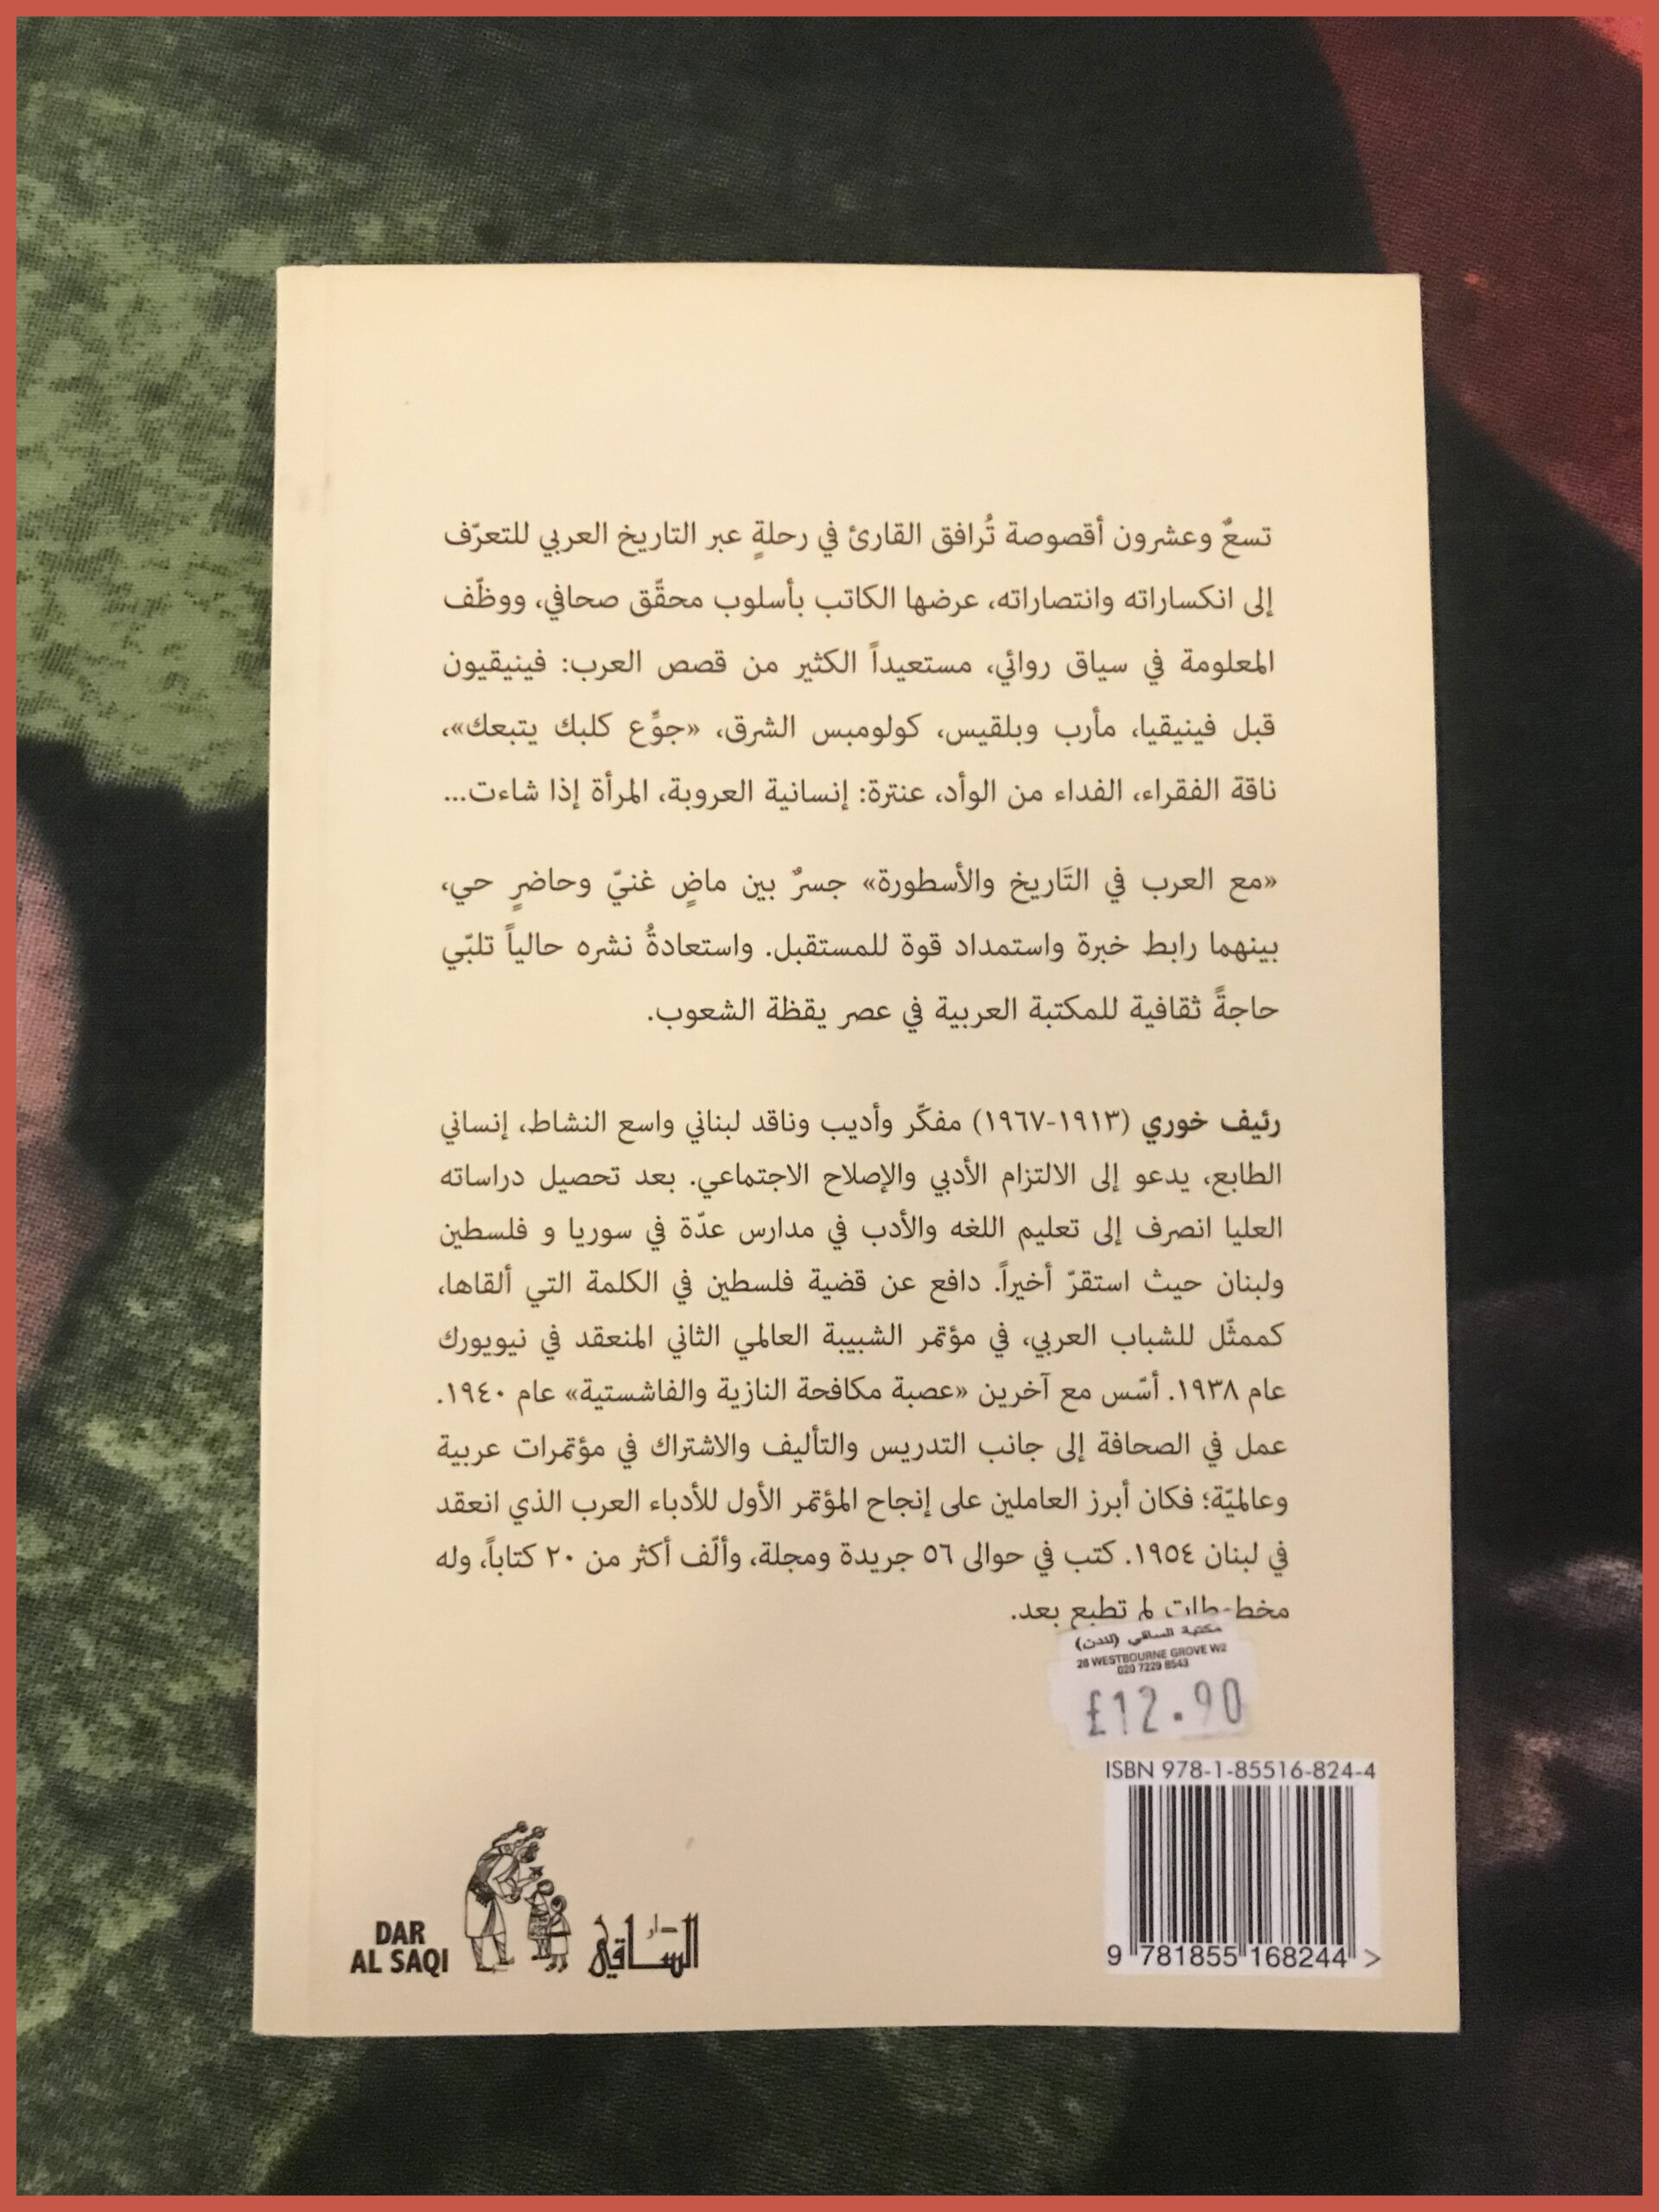 تسعٌ وعشرون أقصوصة تُرافق القارئ في رحلةٍ عبر التاريخ العربي للتعرّف
إلى انكساراته وانتصاراته، عرضها الكاتب بأسلوب محقّق صحافي، ووظّف
المعلومة في سياق روائي، مستعيداً الكثير من قصص العرب: فينيقيون
قبل فينيقيا، مأرب وبلقيس، كولومبس الشرق، «جوِّع كلبك يتبعك»،
ناقة الفقراء، الفداء من الوأد، عنترة: إنسانية العروبة، المرأة إذا شاءت...
«مع العرب في التَاريخ والأسطورة» جسرٌ بين ماضٍ غنيّ وحاضرٍ حي،
بينهما رابط خبرة واستمداد قوة للمستقبل. واستعادةُ نشره حالياً تلبّي
حاجةً ثقافية للمكتبة العربية في عصر يقظة الشعوب.
رئيف خوري (١٩١٣-١٩٦٧) مفكّر وأديب وناقد لبناني واسع النشاط، إنساني
الطابع، يدعو إلى الالتزام الأدبي والإصلاح الاجتماعي. بعد تحصيل دراساته
العليا انصرف إلى تعليم اللغه والأدب في مدارس عدّة في سوريا و فلسطين
ولبنان حيث استقرّ أخيراً. دافع عن قضية فلسطين في الكلمة التي ألقاها،
كممثّل للشباب العربي، في مؤتمر الشبيبة العالمي الثاني المنعقد في نيويورك
عام ١٩٣٨. أسّس مع آخرين «عصبة مكافحة النازية والفاشستية» عام ١٩٤٠.
عمل في الصحافة إلى جانب التدريس والتأليف والاشتراك في مؤتمرات عربية
وعالميّة؛ فكان أبرز العاملين على إنجاح المؤتمر الأول للأدباء العرب الذي انعقد
في لبنان ١٩٥٤. كتب في حوالى ٥٦ جريدة ومجلة، وألّف أكثر من ٢٠ كتاباً، وله
مخطوطات لم تطبع بعد.
مكتبة الساقي (لندن)
26 WESTBOURNE GROVE W2
020 7229 8543
£12.90
ISBN 978-1-85516-824-4
9 781855 168244 >
DAR
AL SAQI
دار الساقي